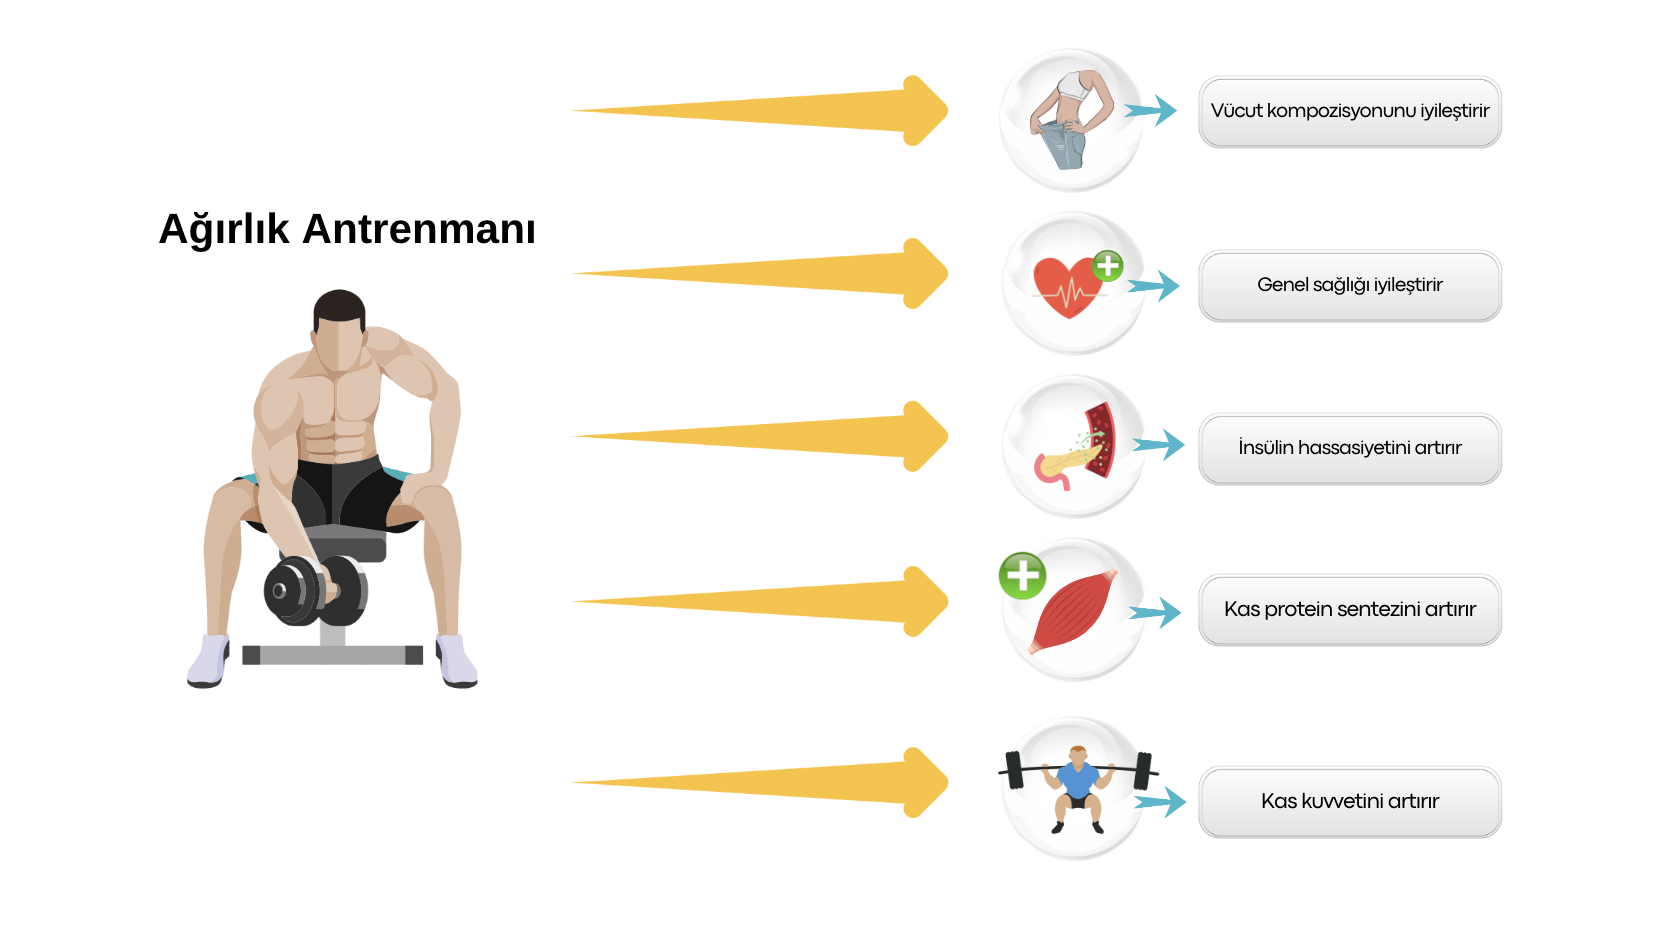 Ağırlık Antrenmanı
Vücut kompozisyonunu iyileştirir
Genel sağlığı iyileştirir
İnsülin hassasiyetini artırır
Kas protein sentezini artırır
Kas kuvvetini artırır